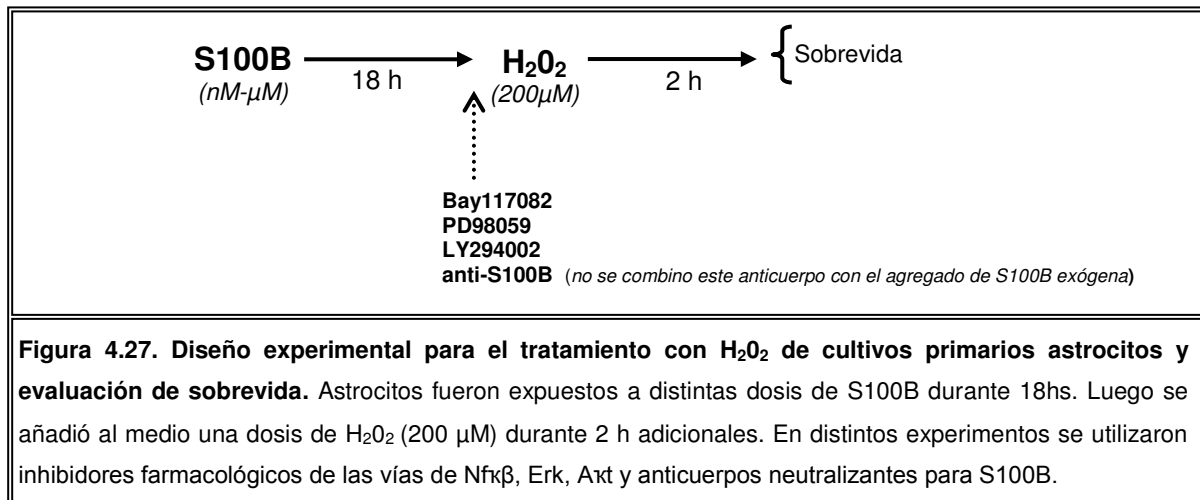 S100B 18 h H₂0₂ 2 h Sobrevida
(nM-µM) (200µM)
Bay117082
PD98059
LY294002
anti-S100B (no se combino este anticuerpo con el agregado de S100B exógena)
Figura 4.27. Diseño experimental para el tratamiento con H₂0₂ de cultivos primarios astrocitos y
evaluación de sobrevida. Astrocitos fueron expuestos a distintas dosis de S100B durante 18hs. Luego se
añadió al medio una dosis de H₂0₂ (200 µM) durante 2 h adicionales. En distintos experimentos se utilizaron
inhibidores farmacológicos de las vías de Nfκβ, Erk, Aκt y anticuerpos neutralizantes para S100B.